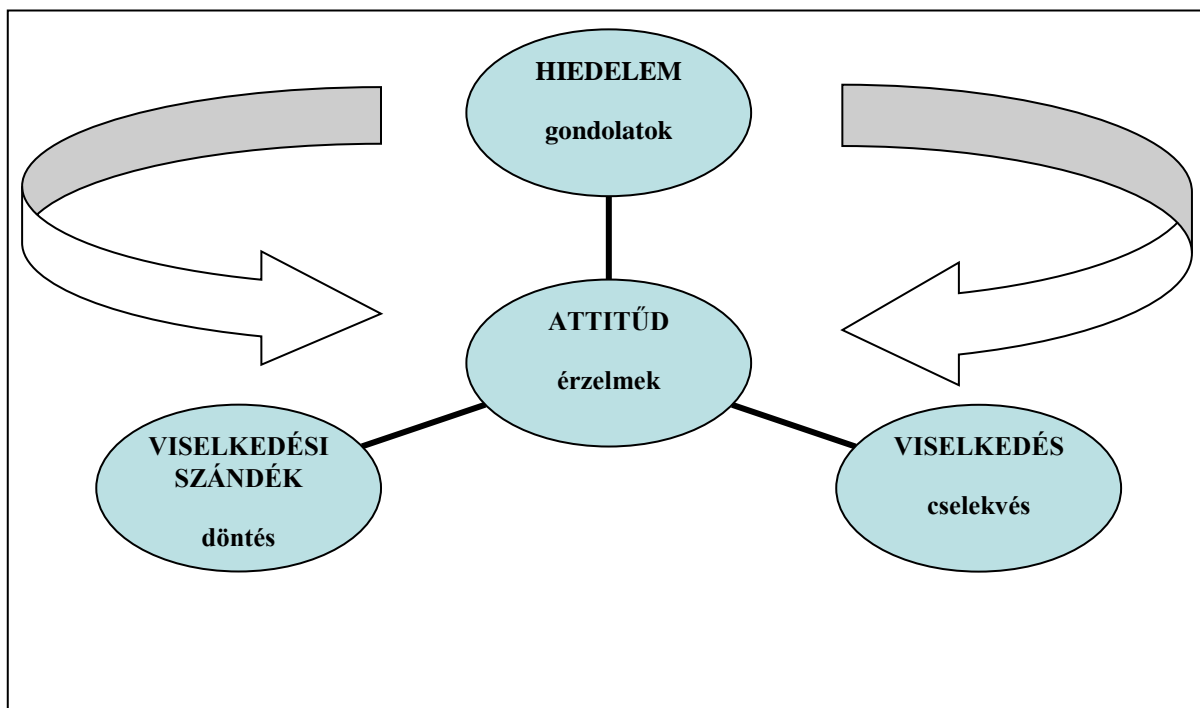 HIEDELEM
gondolatok
ATTITŰD
érzelmek
VISELKEDÉSI
SZÁNDÉK
döntés
VISELKEDÉS
cselekvés